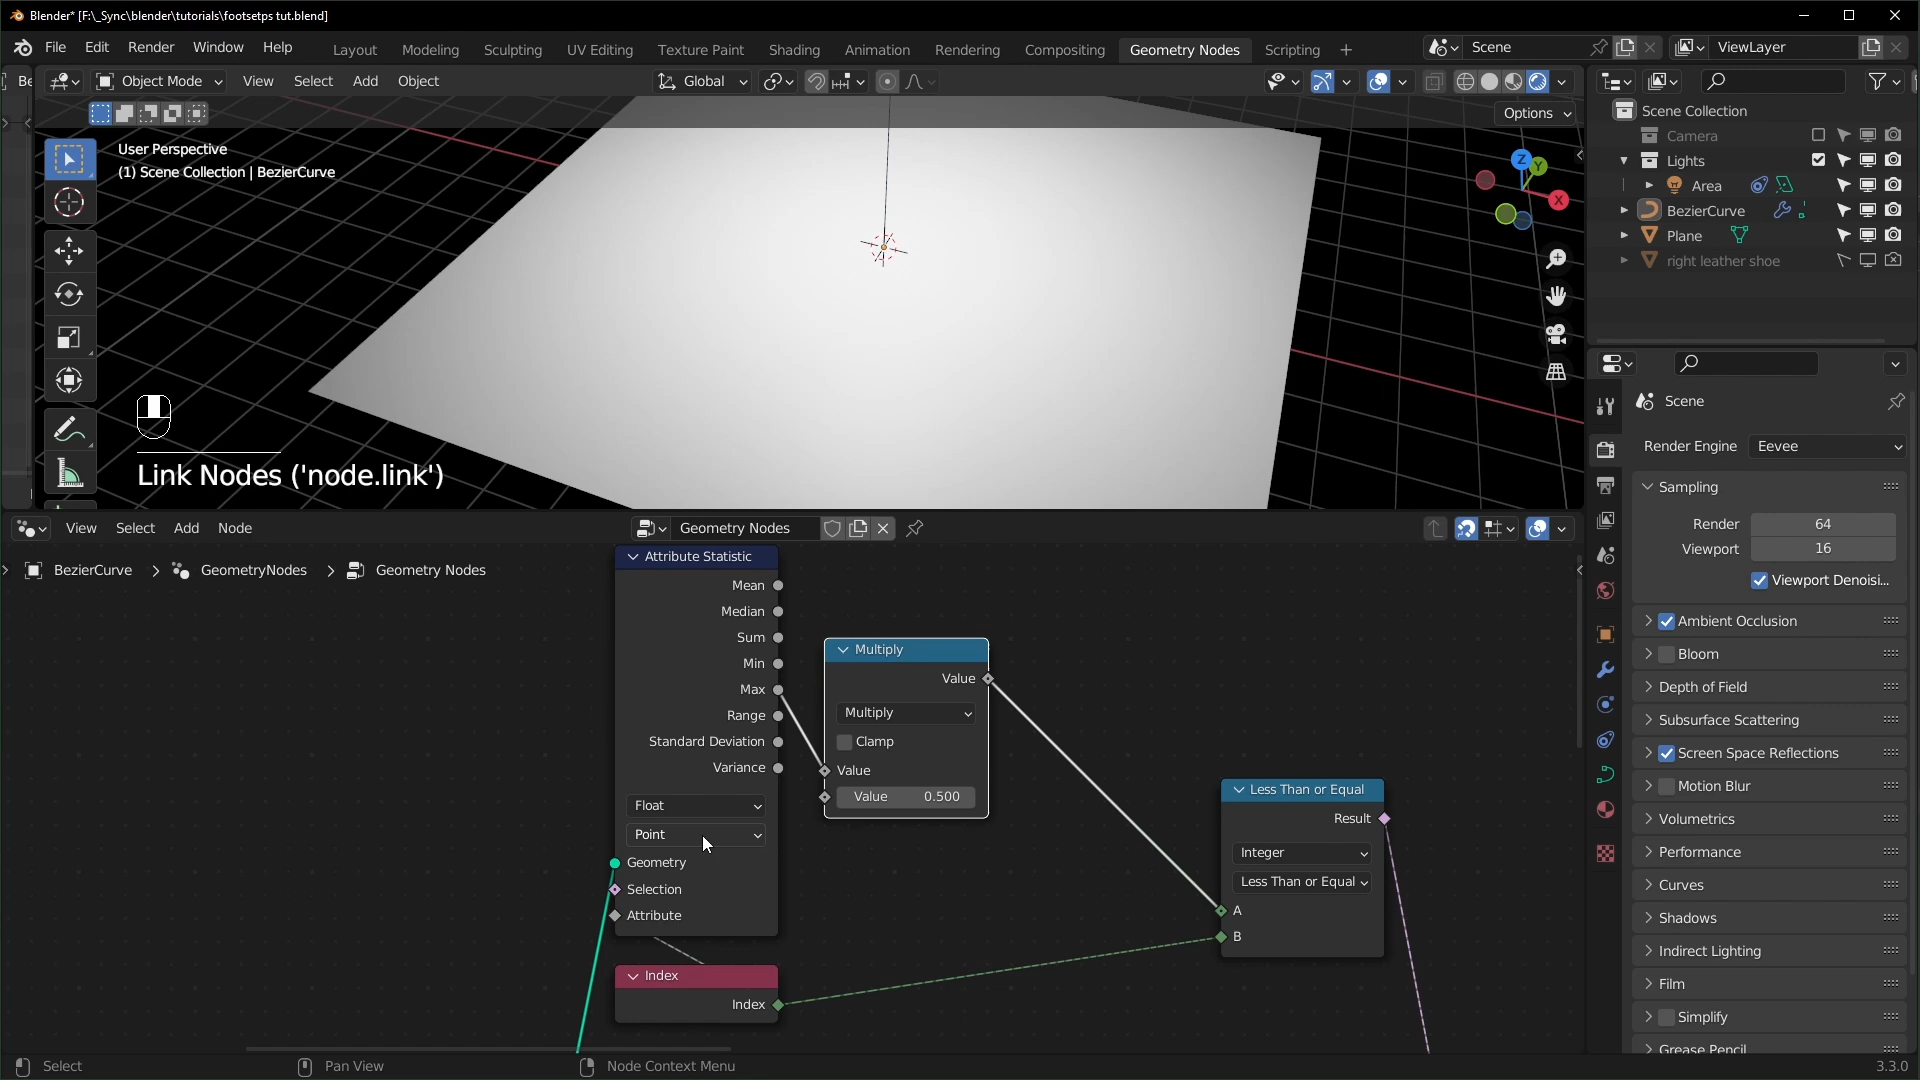 Blender* [F:\_Sync\blender\tutorials\footsetps tut.blend]
File Edit Render Window Help Layout Modeling Sculpting UV Editing Texture Paint Shading Animation Rendering Compositing Geometry Nodes Scripting + Scene ViewLayer
Be Object Mode View Select Add Object Global
Options
User Perspective
(1) Scene Collection | BezierCurve
Z
Y
X
Link Nodes ('node.link')
Scene Collection
Camera
Lights
Area
BezierCurve
Plane
right leather shoe
Scene
Render Engine Eevee
Sampling
Render 64
Viewport 16
Viewport Denoisi...
Ambient Occlusion
Bloom
Depth of Field
Subsurface Scattering
Screen Space Reflections
Motion Blur
Volumetrics
Performance
Curves
Shadows
Indirect Lighting
Film
Simplify
Grease Pencil
View Select Add Node Geometry Nodes
BezierCurve > GeometryNodes > Geometry Nodes
Attribute Statistic
Mean
Median
Sum
Min
Max
Range
Standard Deviation
Variance
Float
Point
Geometry
Selection
Attribute
Index
Index
Multiply
Value
Multiply
Clamp
Value
Value 0.500
Less Than or Equal
Result
Integer
Less Than or Equal
A
B
Select Pan View Node Context Menu 3.3.0